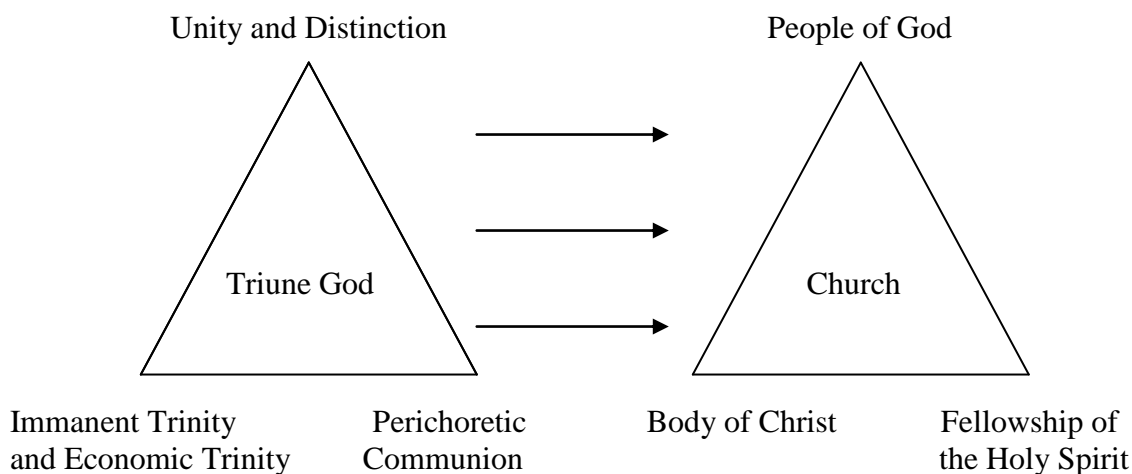 Unity and Distinction
People of God
Triune God
Church
Immanent Trinity
and Economic Trinity
Perichoretic
Communion
Body of Christ
Fellowship of
the Holy Spirit